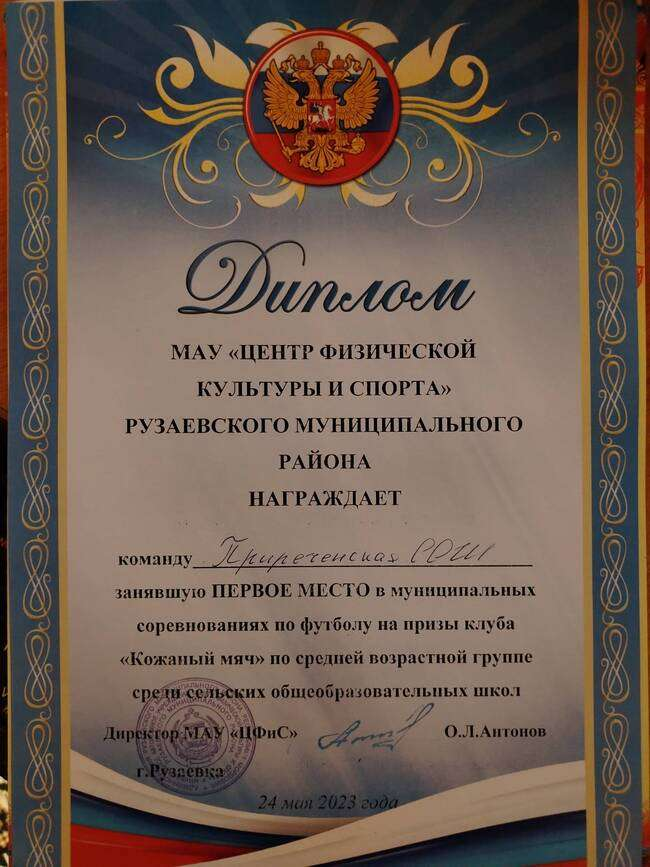 Диплом
МАУ «ЦЕНТР ФИЗИЧЕСКОЙ
КУЛЬТУРЫ И СПОРТА»
РУЗАЕВСКОГО МУНИЦИПАЛЬНОГО
РАЙОНА
НАГРАЖДАЕТ
команду Приреченская СОШ
занявшую ПЕРВОЕ МЕСТО в муниципальных
соревнованиях по футболу на призы клуба
«Кожаный мяч» по средней возрастной группе
среди сельских общеобразовательных школ
Директор МАУ «ЦФиС» О.Л.Антонов
г.Рузаевка
24 мая 2023 года